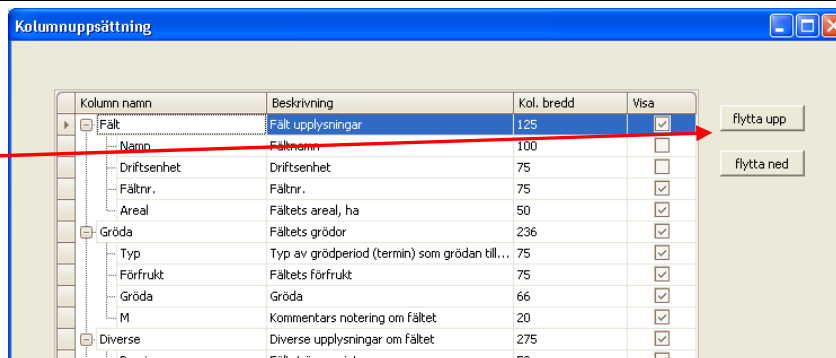 Kolumnuppsättning
Kolumn namn Beskrivning Kol. bredd Visa
Fält Fält upplysningar 125
flytta upp
Namn Fältnamn 100
Driftsenhet Driftsenhet 75
flytta ned
Fältnr. Fältnr. 75
Areal Fältets areal, ha 50
Gröda Fältets grödor 236
Typ Typ av grödperiod (termin) som grödan till... 75
Förfrukt Fältets förfrukt 75
Gröda Gröda 66
M Kommentars notering om fältet 20
Diverse Diverse upplysningar om fältet 275